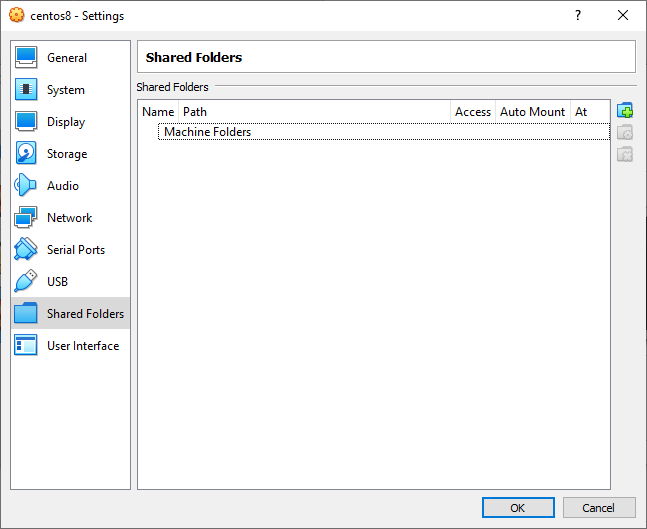 centos8 - Settings
General
System
Display
Storage
Audio
Network
Serial Ports
USB
Shared Folders
User Interface
Shared Folders
Shared Folders
Name Path Access Auto Mount At
Machine Folders
OK Cancel